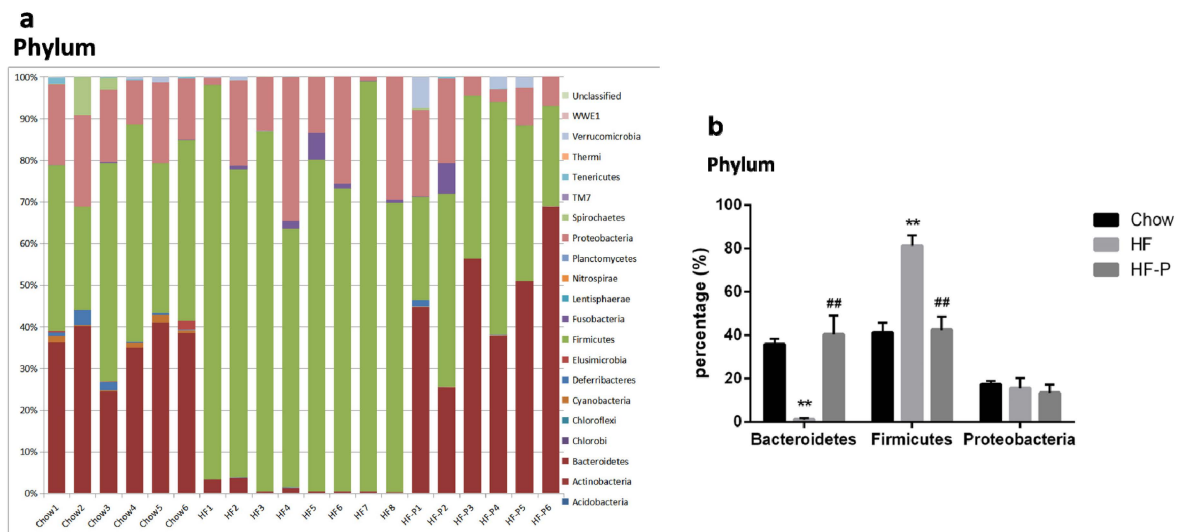 a
Phylum
100%
90%
80%
70%
60%
50%
40%
30%
20%
10%
0%
Chow1
Chow2
Chow3
Chow4
Chow5
Chow6
HF1
HF2
HF3
HF4
HF5
HF6
HF7
HF8
HF-P1
HF-P2
HF-P3
HF-P4
HF-P5
HF-P6
Unclassified
WWE1
Verrucomicrobia
Thermi
Tenericutes
TM7
Spirochaetes
Proteobacteria
Planctomycetes
Nitrospirae
Lentisphaerae
Fusobacteria
Firmicutes
Elusimicrobia
Deferribacteres
Cyanobacteria
Chloroflexi
Chlorobi
Bacteroidetes
Actinobacteria
Acidobacteria
b
Phylum
percentage (%)
100
80
60
40
20
0
**
##
**
##
Bacteroidetes
Firmicutes
Proteobacteria
Chow
HF
HF-P